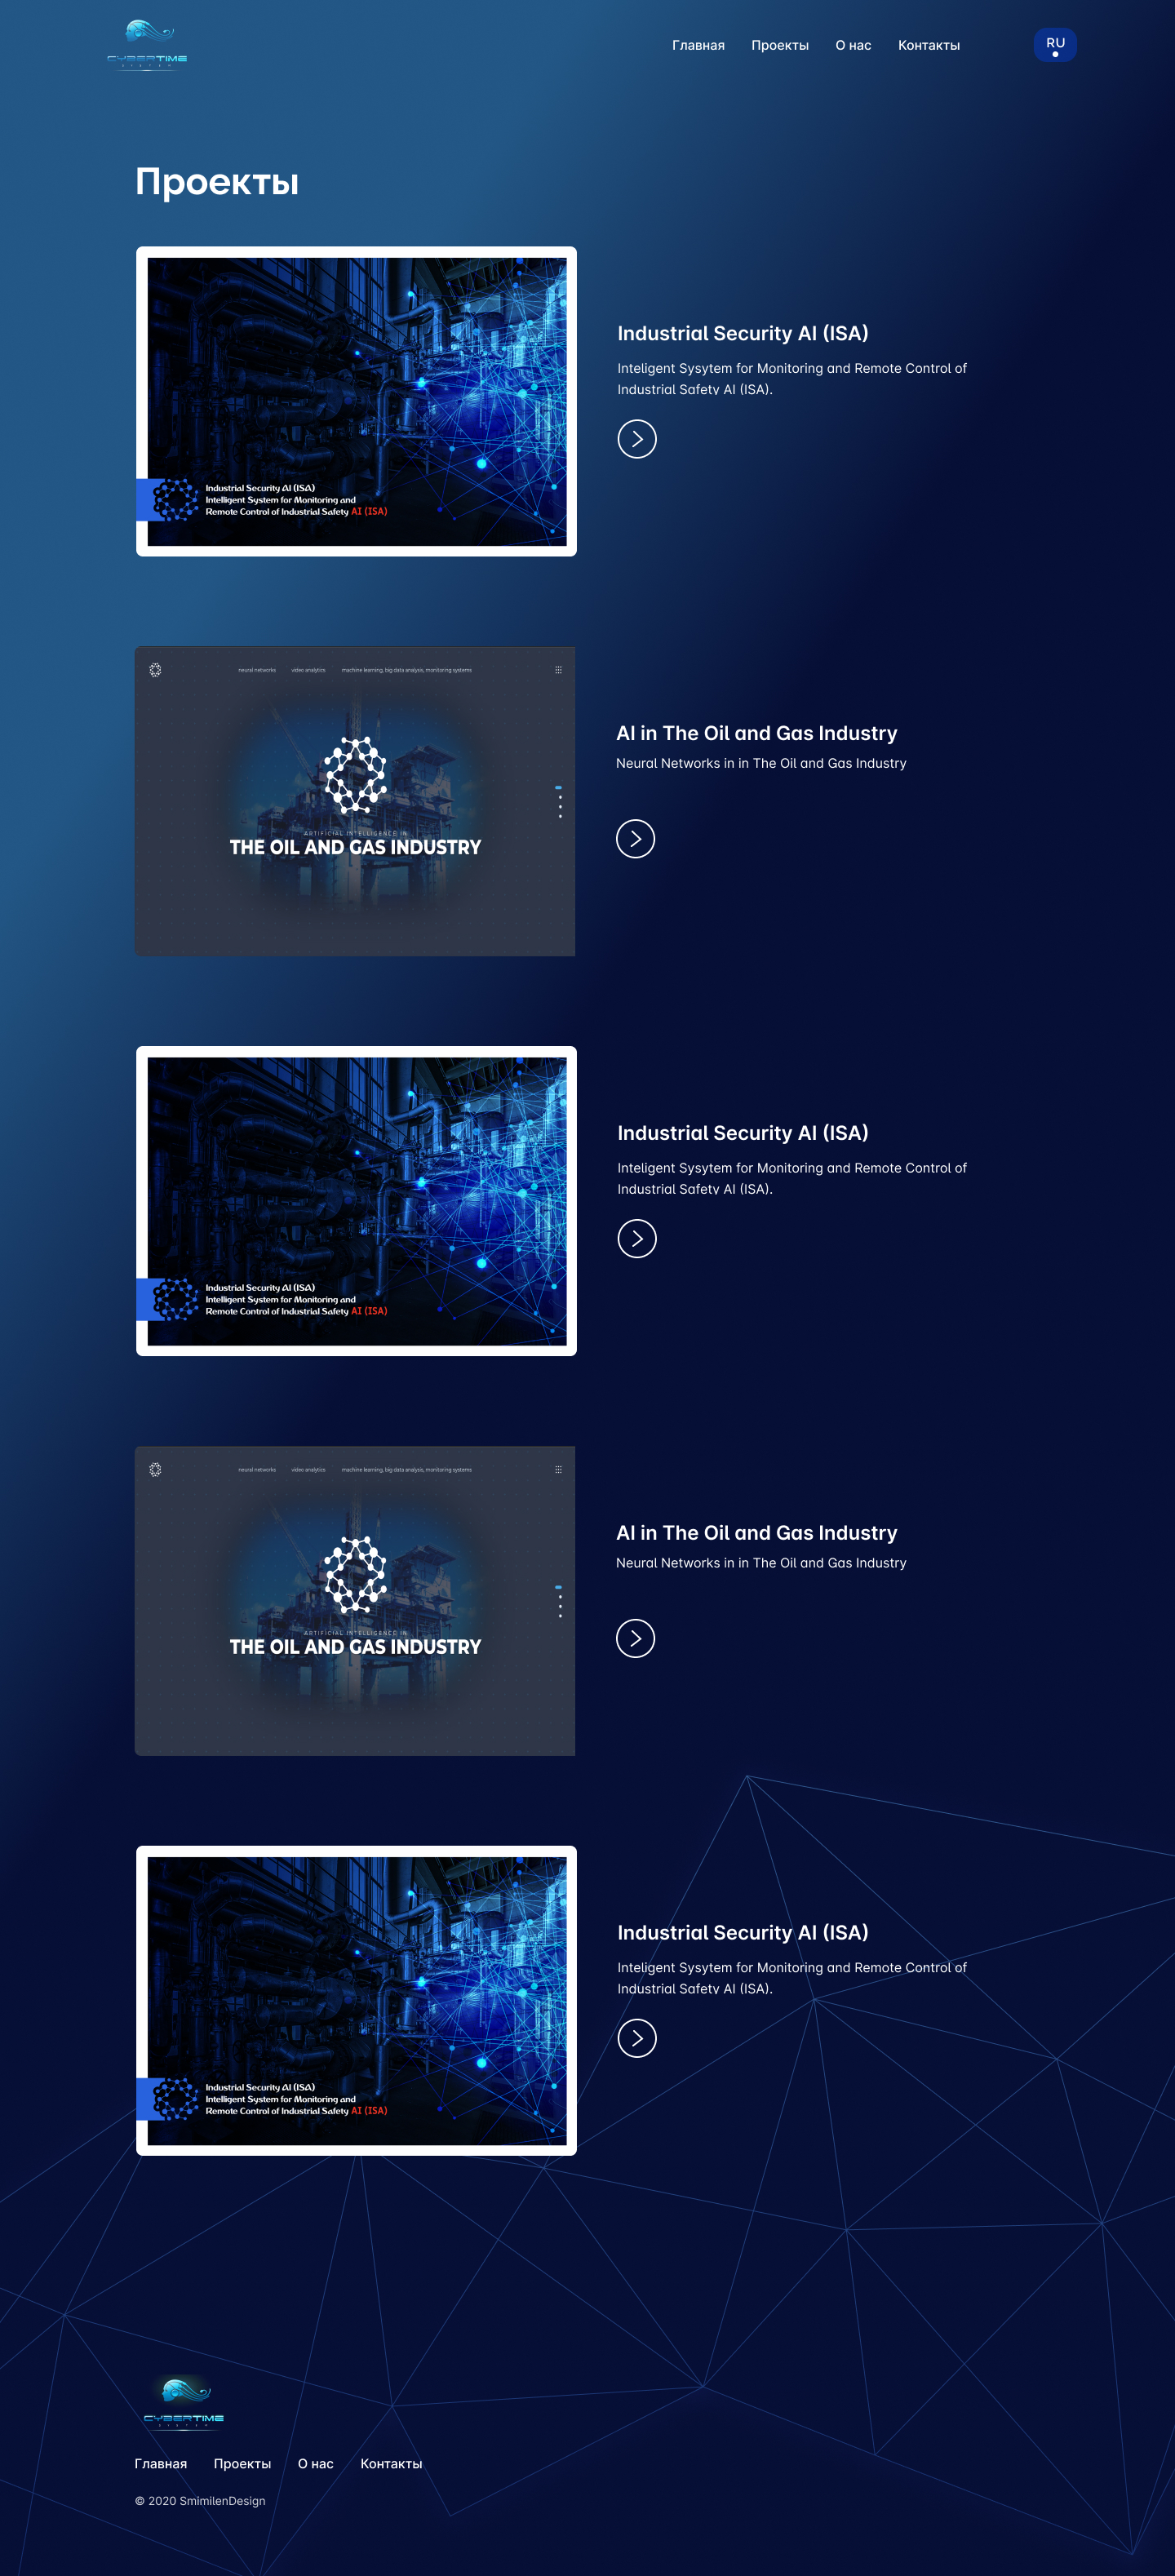 Главная Проекты О нас Контакты RU
CYBERTIME
SYSTEM
Проекты
Industrial Security AI (ISA)
Inteligent Sysytem for Monitoring and Remote Control of
Industrial Safety AI (ISA).
Industrial Security AI (ISA)
Intelligent System for Monitoring and
Remote Control of Industrial Safety AI (ISA)
neural networks video analytics machine learning, big data analysis, monitoring systems
ARTIFICIAL INTELLIGENCE IN
THE OIL AND GAS INDUSTRY
AI in The Oil and Gas Industry
Neural Networks in in The Oil and Gas Industry
Industrial Security AI (ISA)
Inteligent Sysytem for Monitoring and Remote Control of
Industrial Safety AI (ISA).
Industrial Security AI (ISA)
Intelligent System for Monitoring and
Remote Control of Industrial Safety AI (ISA)
neural networks video analytics machine learning, big data analysis, monitoring systems
ARTIFICIAL INTELLIGENCE IN
THE OIL AND GAS INDUSTRY
AI in The Oil and Gas Industry
Neural Networks in in The Oil and Gas Industry
Industrial Security AI (ISA)
Inteligent Sysytem for Monitoring and Remote Control of
Industrial Safety AI (ISA).
Industrial Security AI (ISA)
Intelligent System for Monitoring and
Remote Control of Industrial Safety AI (ISA)
CYBERTIME
SYSTEM
Главная Проекты О нас Контакты
© 2020 SmimilenDesign